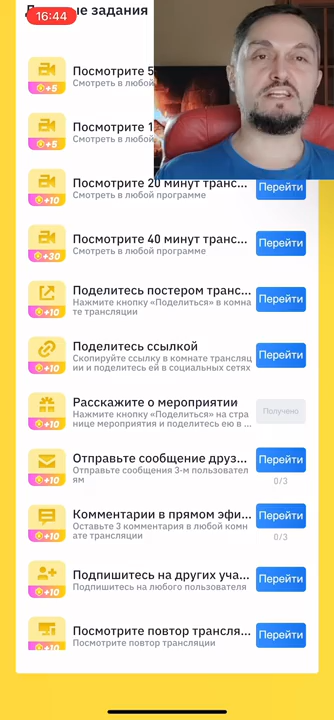 16:44
ные задания
Посмотрите 5
Смотреть в любой
+5
Посмотрите 1
Смотреть в любой
+5
Посмотрите 20 минут транс...
Смотреть в любой программе
+10
Перейти
Посмотрите 40 минут транс...
Смотреть в любой программе
+30
Перейти
Поделитесь постером транс...
Нажмите кнопку «Поделиться» в комна
те трансляции
+10
Перейти
Поделитесь ссылкой
Скопируйте ссылку в комнате трансляц
ии и поделитесь ей в социальных сетях
+10
Перейти
Расскажите о мероприятии
Нажмите кнопку «Поделиться» на стра
нице мероприятия и поделитесь ею в ...
+10
Получено
Отправьте сообщение друз...
Отправьте сообщения 3-м пользовател
ям
+10
Перейти
0/3
Комментарии в прямом эфи...
Оставьте 3 комментария в любой комн
ате трансляции
+10
Перейти
0/3
Подпишитесь на других уча...
Подпишитесь на любого пользователя
+10
Перейти
Посмотрите повтор трансля...
Посмотрите повтор трансляции
+10
Перейти